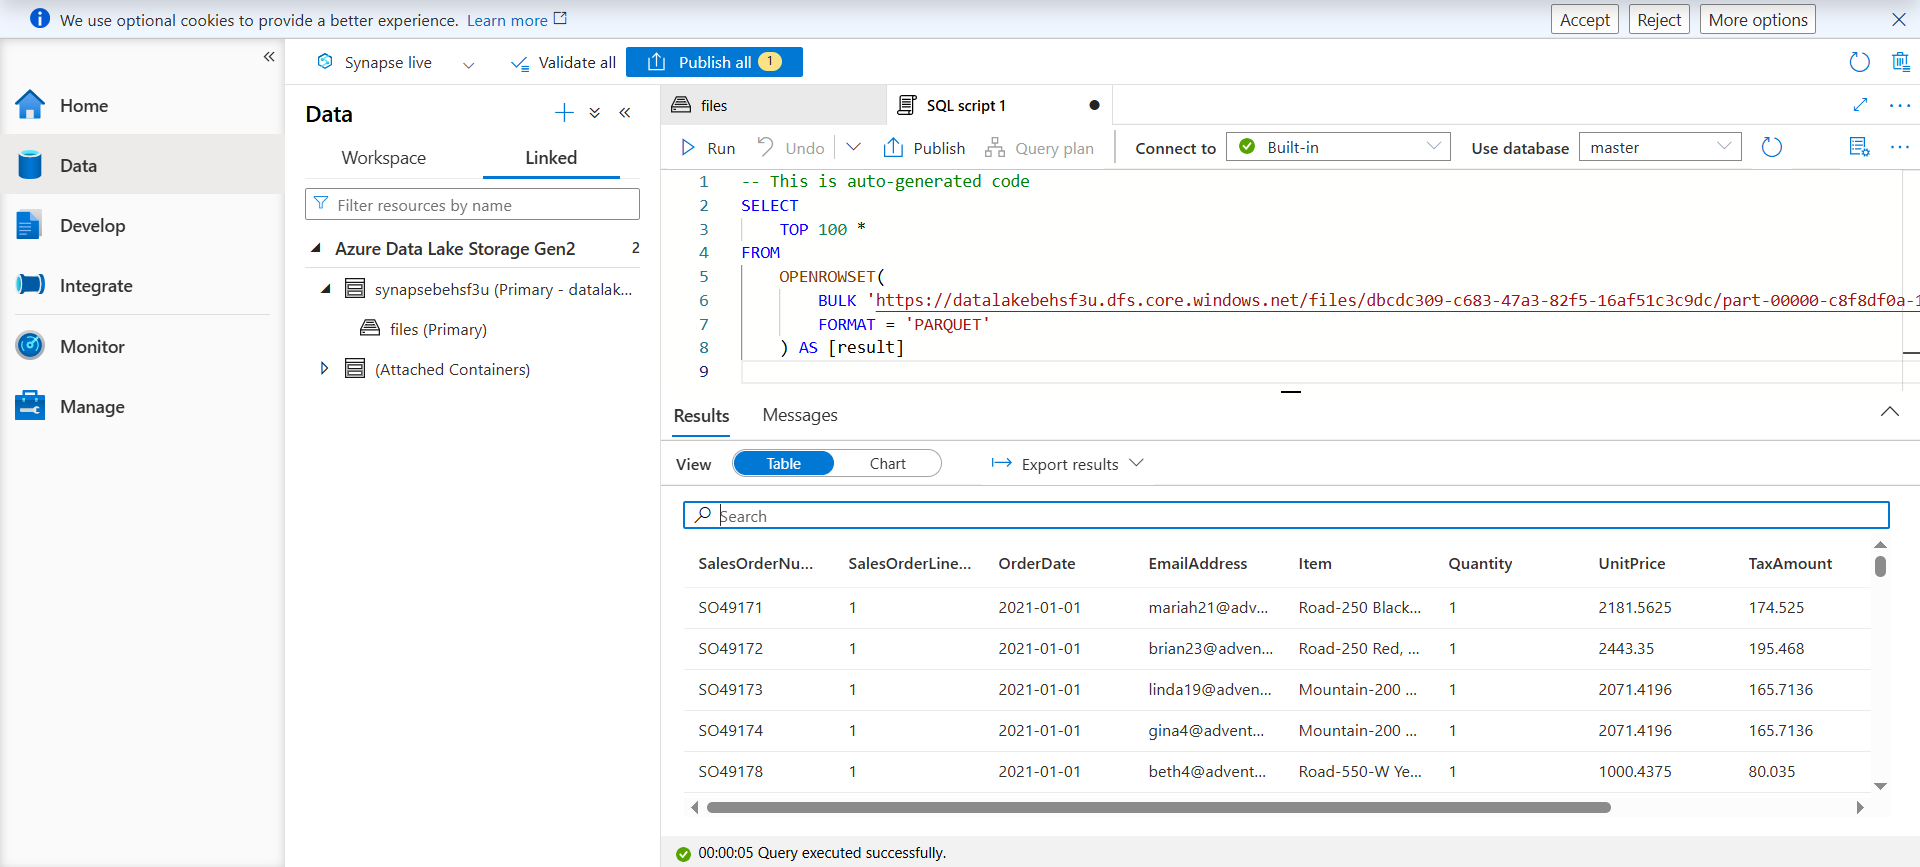 We use optional cookies to provide a better experience. Learn more
Accept
Reject
More options
Synapse live
Validate all
Publish all 1
Home
Data
Develop
Integrate
Monitor
Manage
Data
Workspace
Linked
Filter resources by name
Azure Data Lake Storage Gen2 2
synapsebehsf3u (Primary - datalak...
files (Primary)
(Attached Containers)
files
SQL script 1
Run
Undo
Publish
Query plan
Connect to
Built-in
Use database
master
1 -- This is auto-generated code
2 SELECT
3 TOP 100 *
4 FROM
5 OPENROWSET(
6 BULK 'https://datalakebehsf3u.dfs.core.windows.net/files/dbcdc309-c683-47a3-82f5-16af51c3c9dc/part-00000-c8f8df0a-1
7 FORMAT = 'PARQUET'
8 ) AS [result]
9
Results
Messages
View
Table
Chart
Export results
Search
SalesOrderNu... SalesOrderLine... OrderDate EmailAddress Item Quantity UnitPrice TaxAmount
SO49171 1 2021-01-01 mariah21@adv... Road-250 Black... 1 2181.5625 174.525
SO49172 1 2021-01-01 brian23@adven... Road-250 Red, ... 1 2443.35 195.468
SO49173 1 2021-01-01 linda19@adven... Mountain-200 ... 1 2071.4196 165.7136
SO49174 1 2021-01-01 gina4@advent... Mountain-200 ... 1 2071.4196 165.7136
SO49178 1 2021-01-01 beth4@advent... Road-550-W Ye... 1 1000.4375 80.035
00:00:05 Query executed successfully.